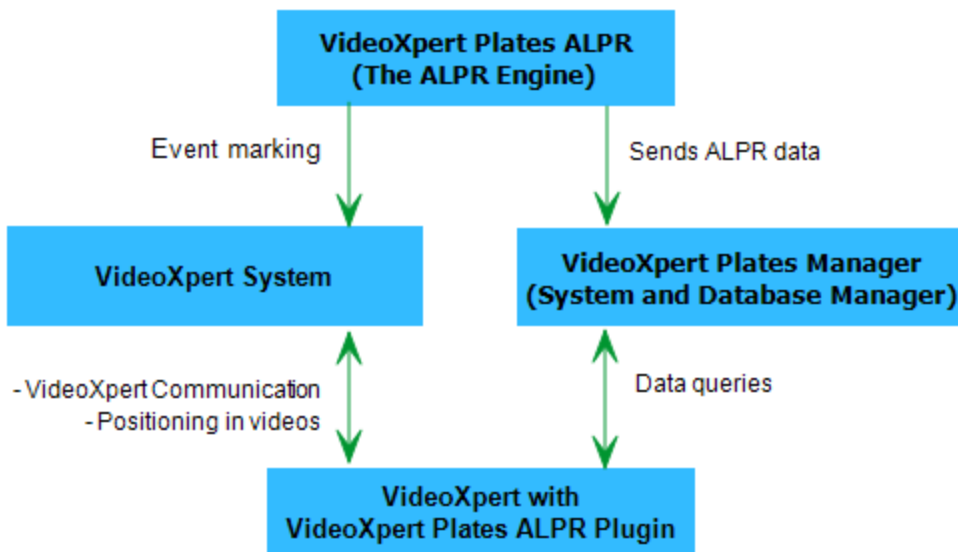 VideoXpert Plates ALPR
(The ALPR Engine)
Event marking
Sends ALPR data
VideoXpert System
VideoXpert Plates Manager
(System and Database Manager)
- VideoXpert Communication
- Positioning in videos
Data queries
VideoXpert with
VideoXpert Plates ALPR Plugin